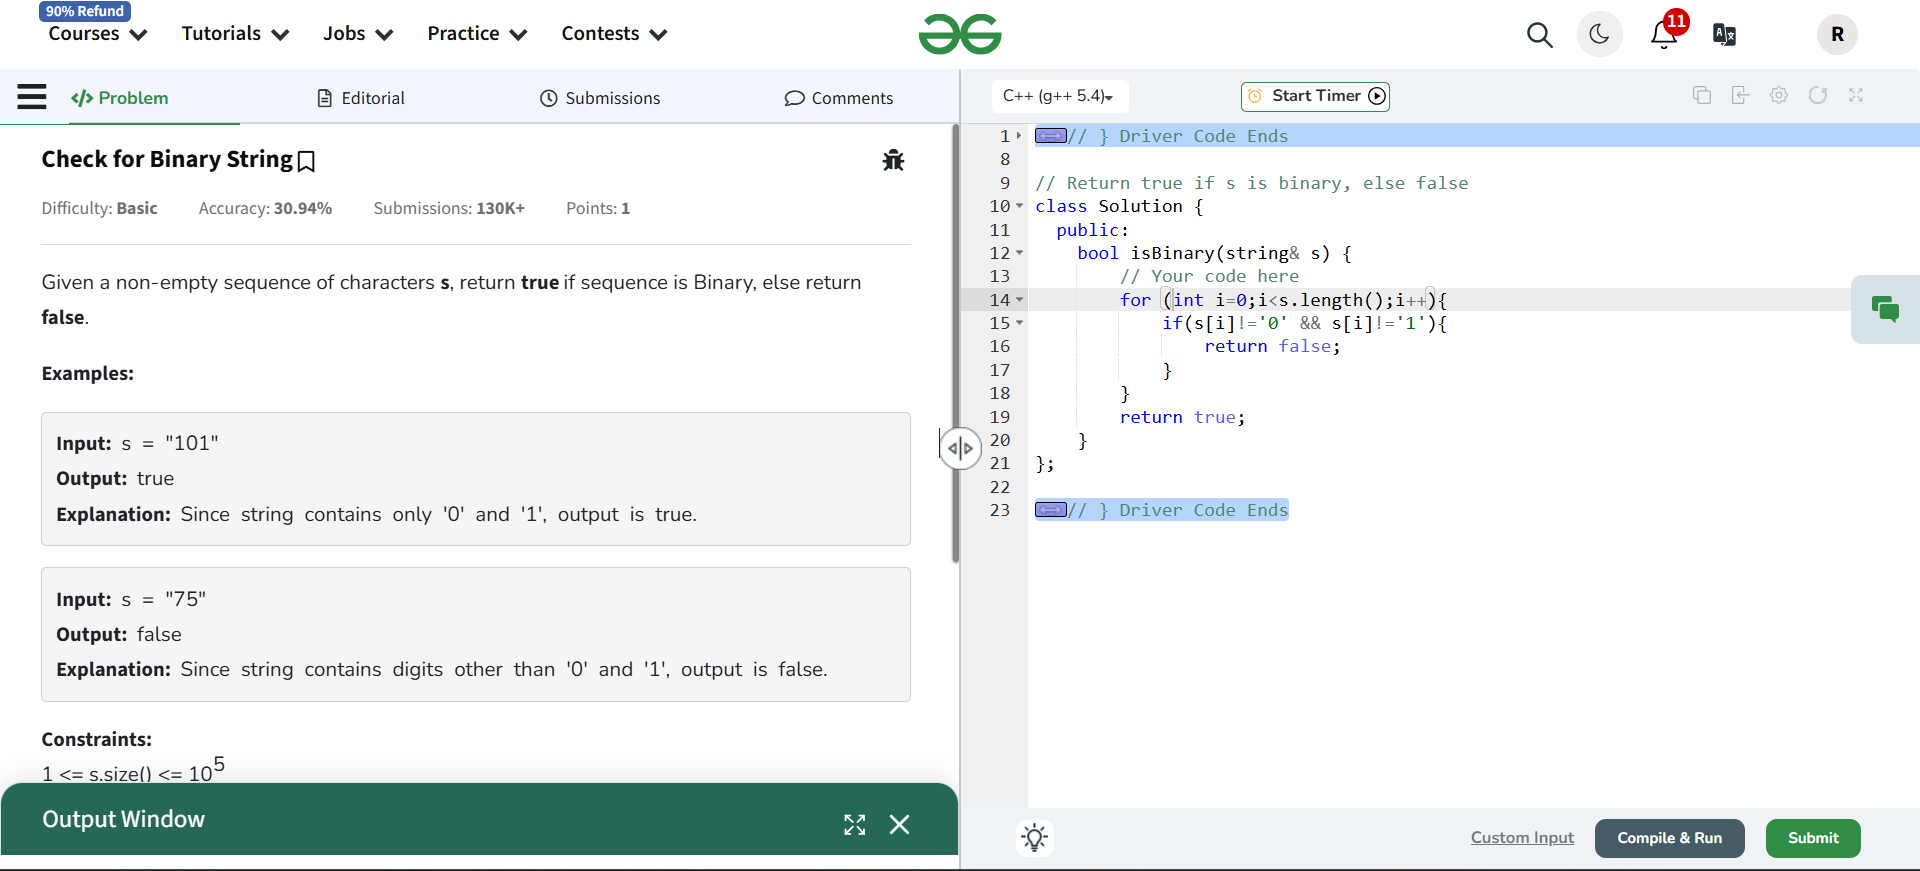 90% Refund
Courses Tutorials Jobs Practice Contests 11 R
</> Problem Editorial Submissions Comments
Check for Binary String
Difficulty: Basic Accuracy: 30.94% Submissions: 130K+ Points: 1
Given a non-empty sequence of characters s, return true if sequence is Binary, else return
false.
Examples:
Input: s = "101"
Output: true
Explanation: Since string contains only '0' and '1', output is true.
Input: s = "75"
Output: false
Explanation: Since string contains digits other than '0' and '1', output is false.
Constraints:
1 <= s.size() <= 10^5
Output Window
C++ (g++ 5.4) Start Timer
1 // } Driver Code Ends
8
9 // Return true if s is binary, else false
10 class Solution {
11 public:
12 bool isBinary(string& s) {
13 // Your code here
14 for (int i=0;i<s.length();i++){
15 if(s[i]!='0' && s[i]!='1'){
16 return false;
17 }
18 }
19 return true;
20 }
21 };
22
23 // } Driver Code Ends
Custom Input Compile & Run Submit